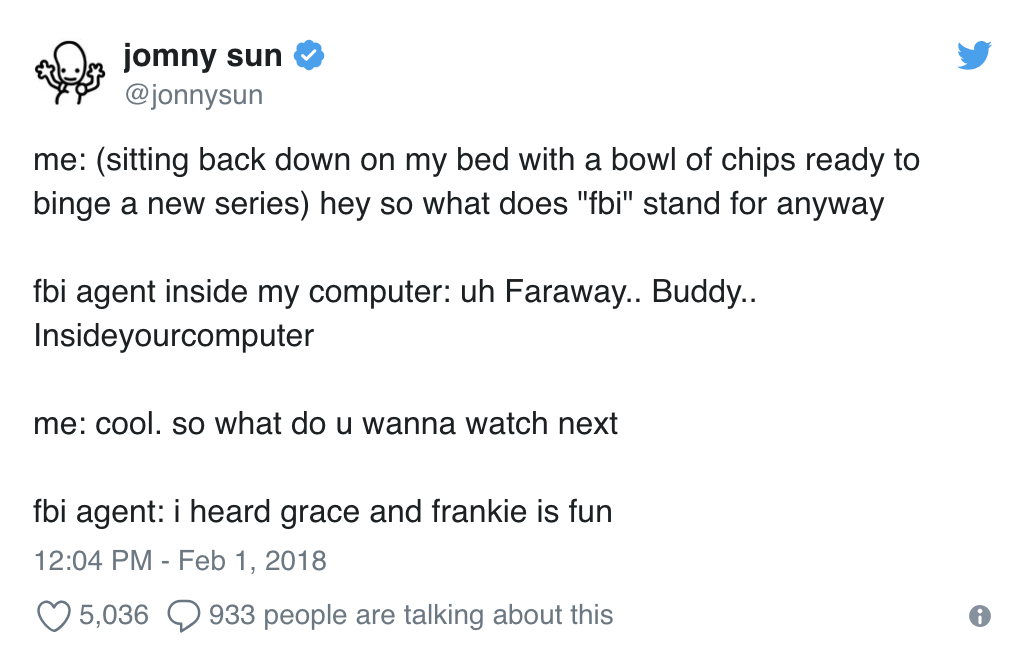 jomny sun
@jonnysun
me: (sitting back down on my bed with a bowl of chips ready to
binge a new series) hey so what does "fbi" stand for anyway
fbi agent inside my computer: uh Faraway.. Buddy..
Insideyourcomputer
me: cool. so what do u wanna watch next
fbi agent: i heard grace and frankie is fun
12:04 PM - Feb 1, 2018
5,036 933 people are talking about this